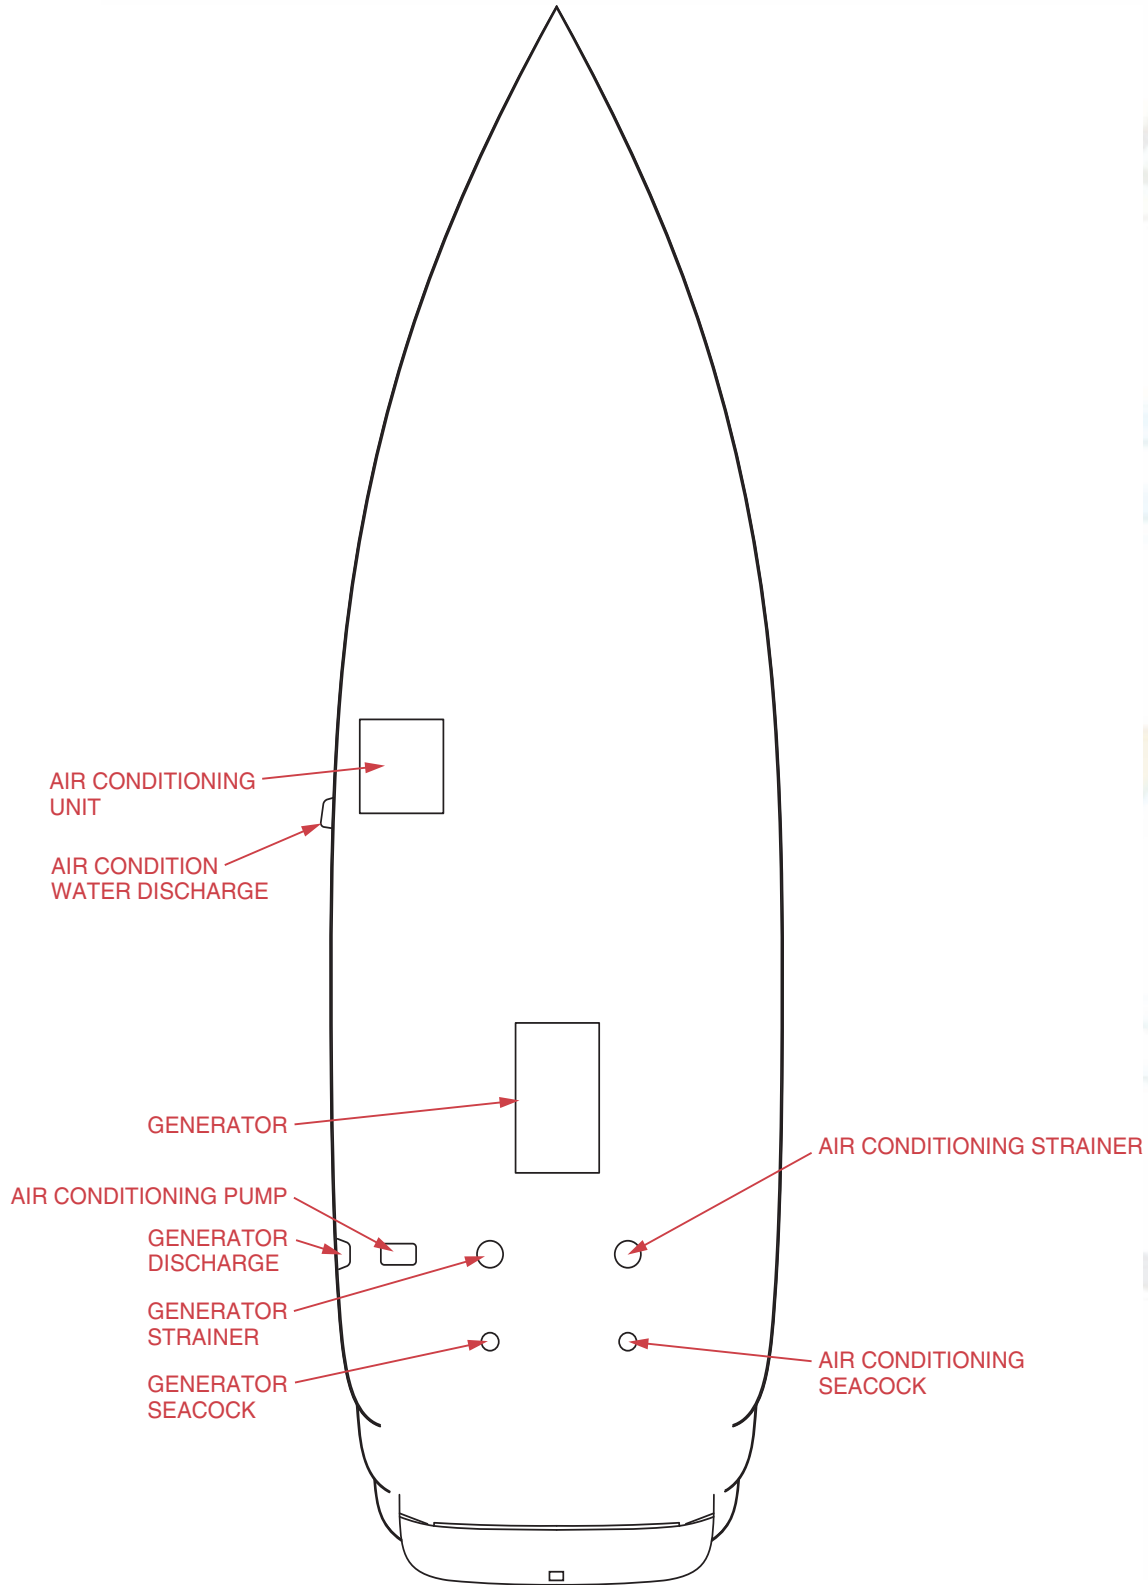 AIR CONDITIONING
UNIT
AIR CONDITION
WATER DISCHARGE
GENERATOR
AIR CONDITIONING STRAINER
AIR CONDITIONING PUMP
GENERATOR
DISCHARGE
GENERATOR
STRAINER
AIR CONDITIONING
SEACOCK
GENERATOR
SEACOCK